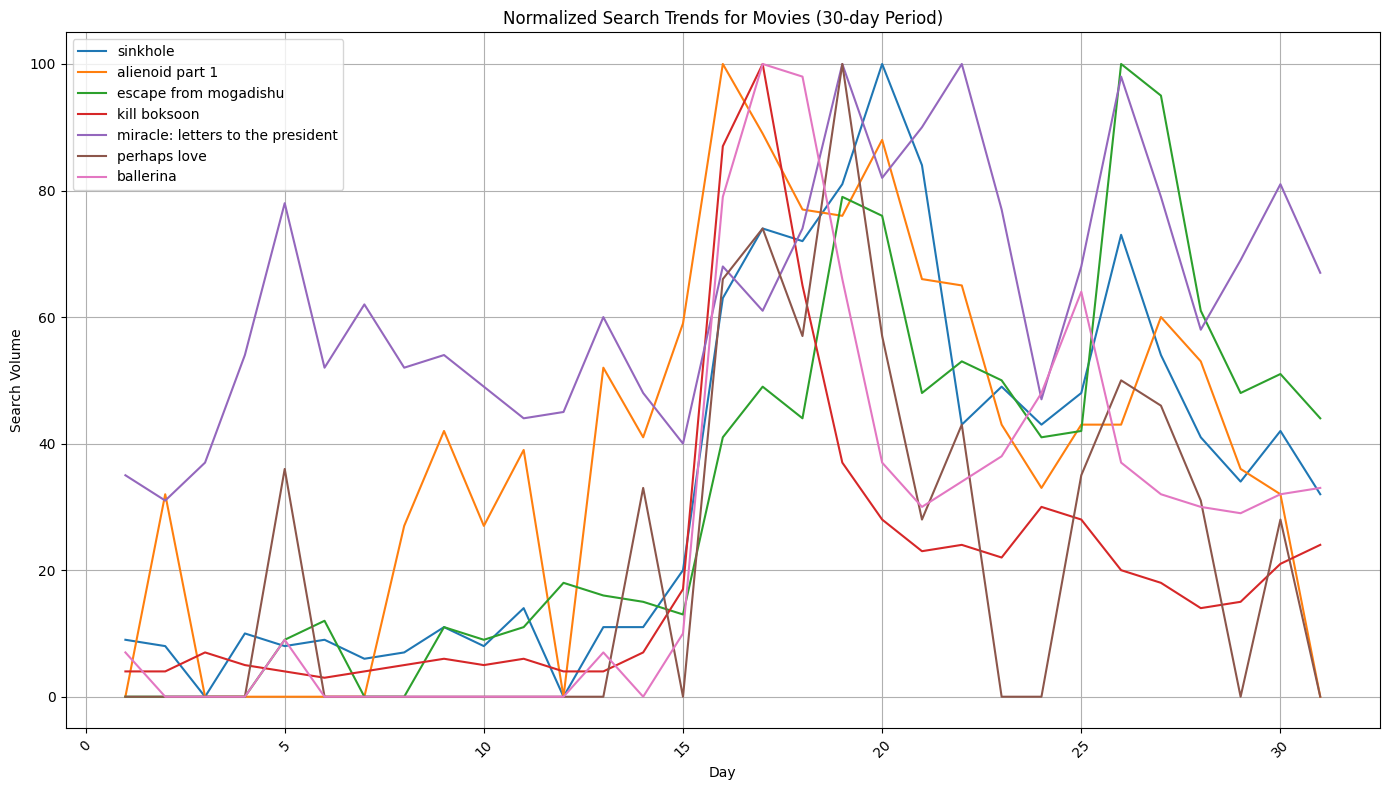 Normalized Search Trends for Movies (30-day Period)
sinkhole
alienoid part 1
escape from mogadishu
kill boksoon
miracle: letters to the president
perhaps love
ballerina
Search Volume
100
80
60
40
20
0
0
5
10
15
20
25
30
Day